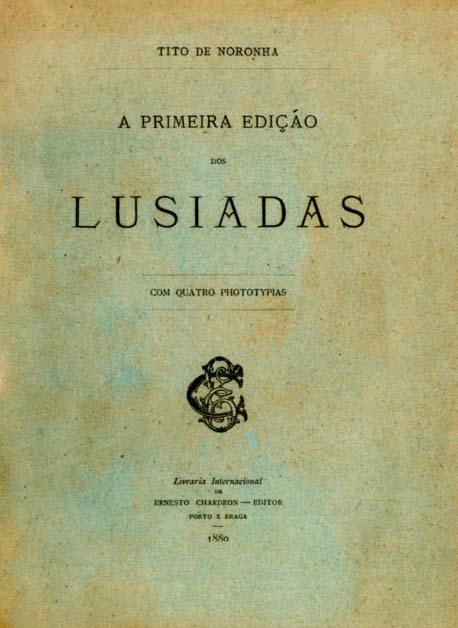 TITO DE NORONHA
A PRIMEIRA EDIÇÃO
DOS
LUSIADAS
COM QUATRO PHOTOTYPIAS
Livraria Internacional
DE
ERNESTO CHARDRON — EDITOR
PORTO E BRAGA
1880